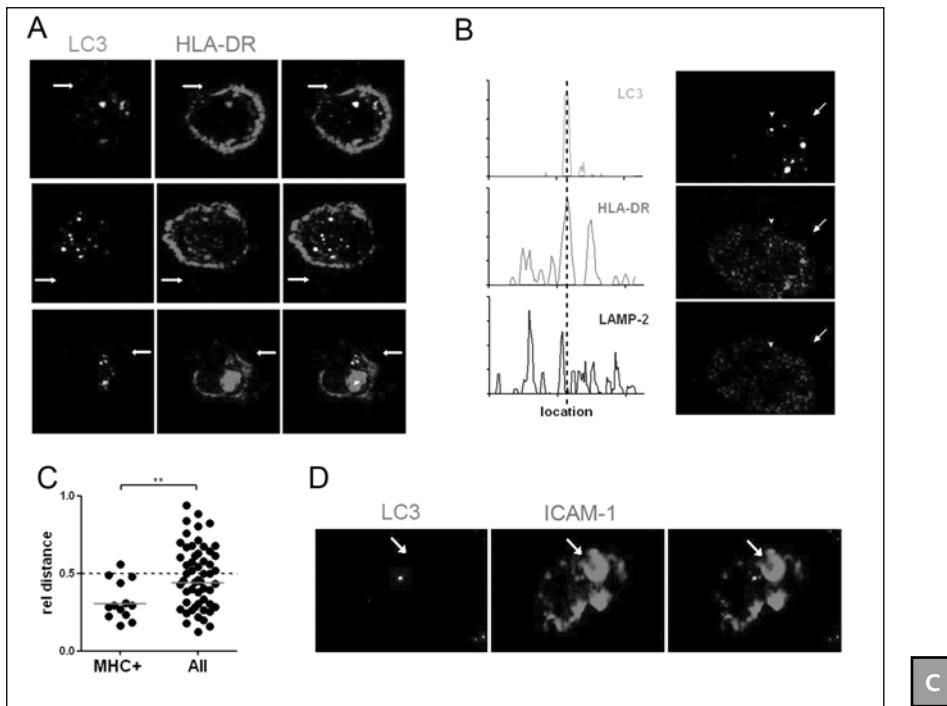 A
LC3 HLA-DR
B
LC3
HLA-DR
LAMP-2
location
C
**
1.0
0.5
0.0
rel distance
MHC+ All
D
LC3 ICAM-1
C